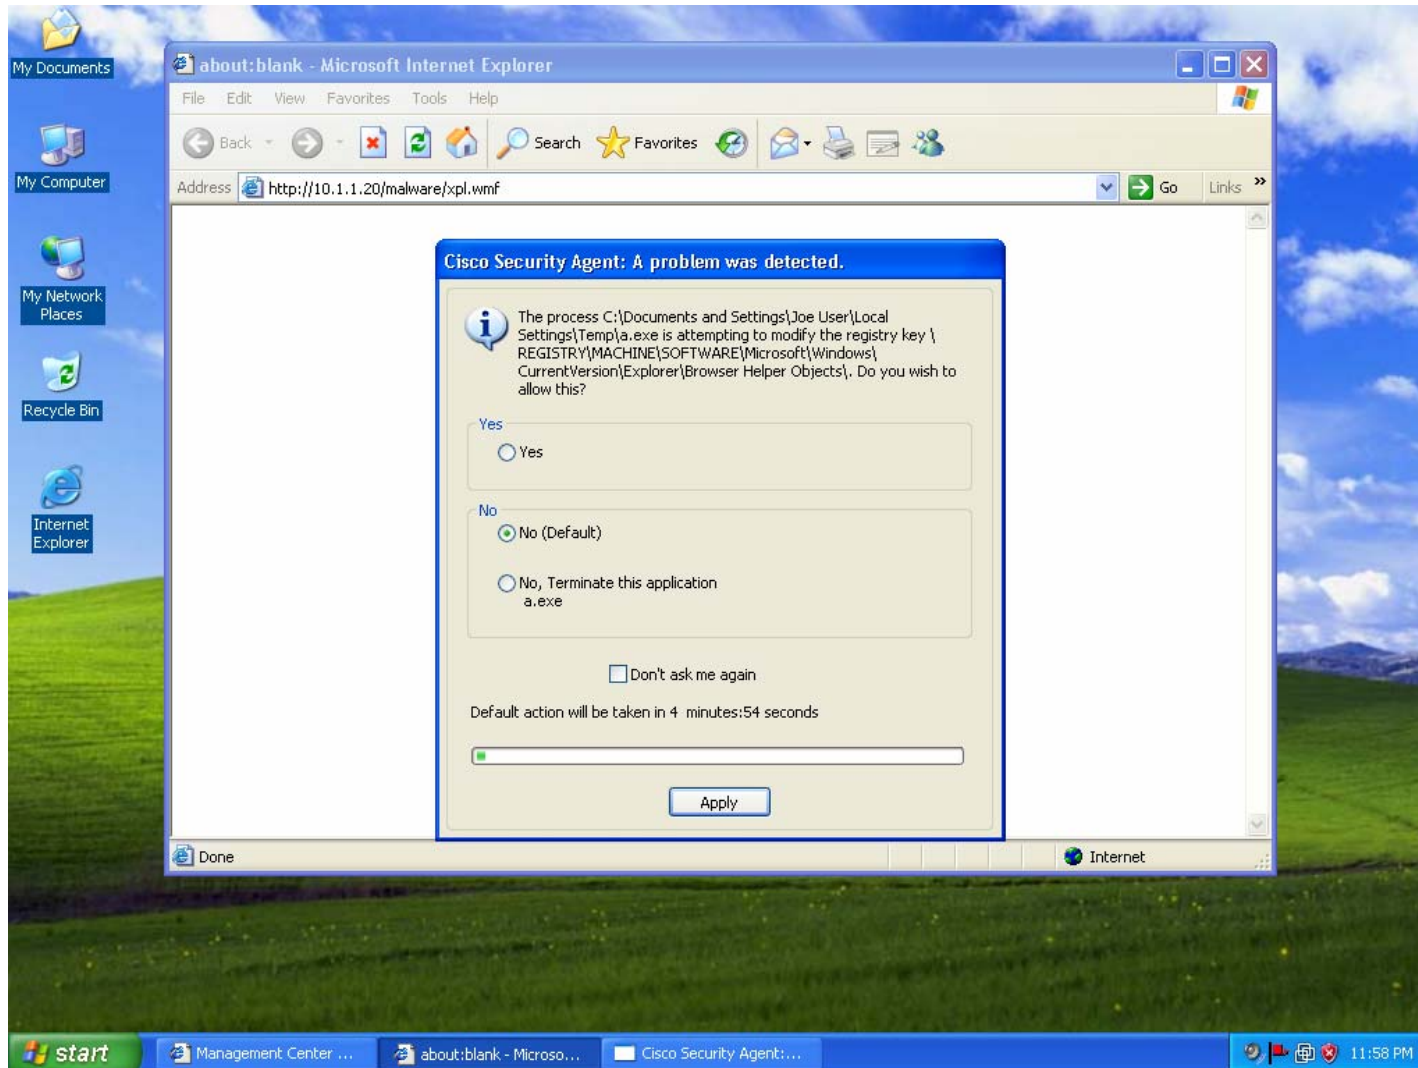 My Documents
My Computer
My Network
Places
Recycle Bin
Internet
Explorer
about:blank - Microsoft Internet Explorer
File Edit View Favorites Tools Help
Back Search Favorites
Address http://10.1.1.20/malware/xpl.wmf Go Links »
Cisco Security Agent: A problem was detected.
The process C:\Documents and Settings\Joe User\Local
Settings\Temp\a.exe is attempting to modify the registry key \
REGISTRY\MACHINE\SOFTWARE\Microsoft\Windows\
CurrentVersion\Explorer\Browser Helper Objects\. Do you wish to
allow this?
Yes
Yes
No
No (Default)
No, Terminate this application
a.exe
Don't ask me again
Default action will be taken in 4 minutes:54 seconds
Apply
Done Internet
start Management Center ... about:blank - Microso... Cisco Security Agent:... 11:58 PM